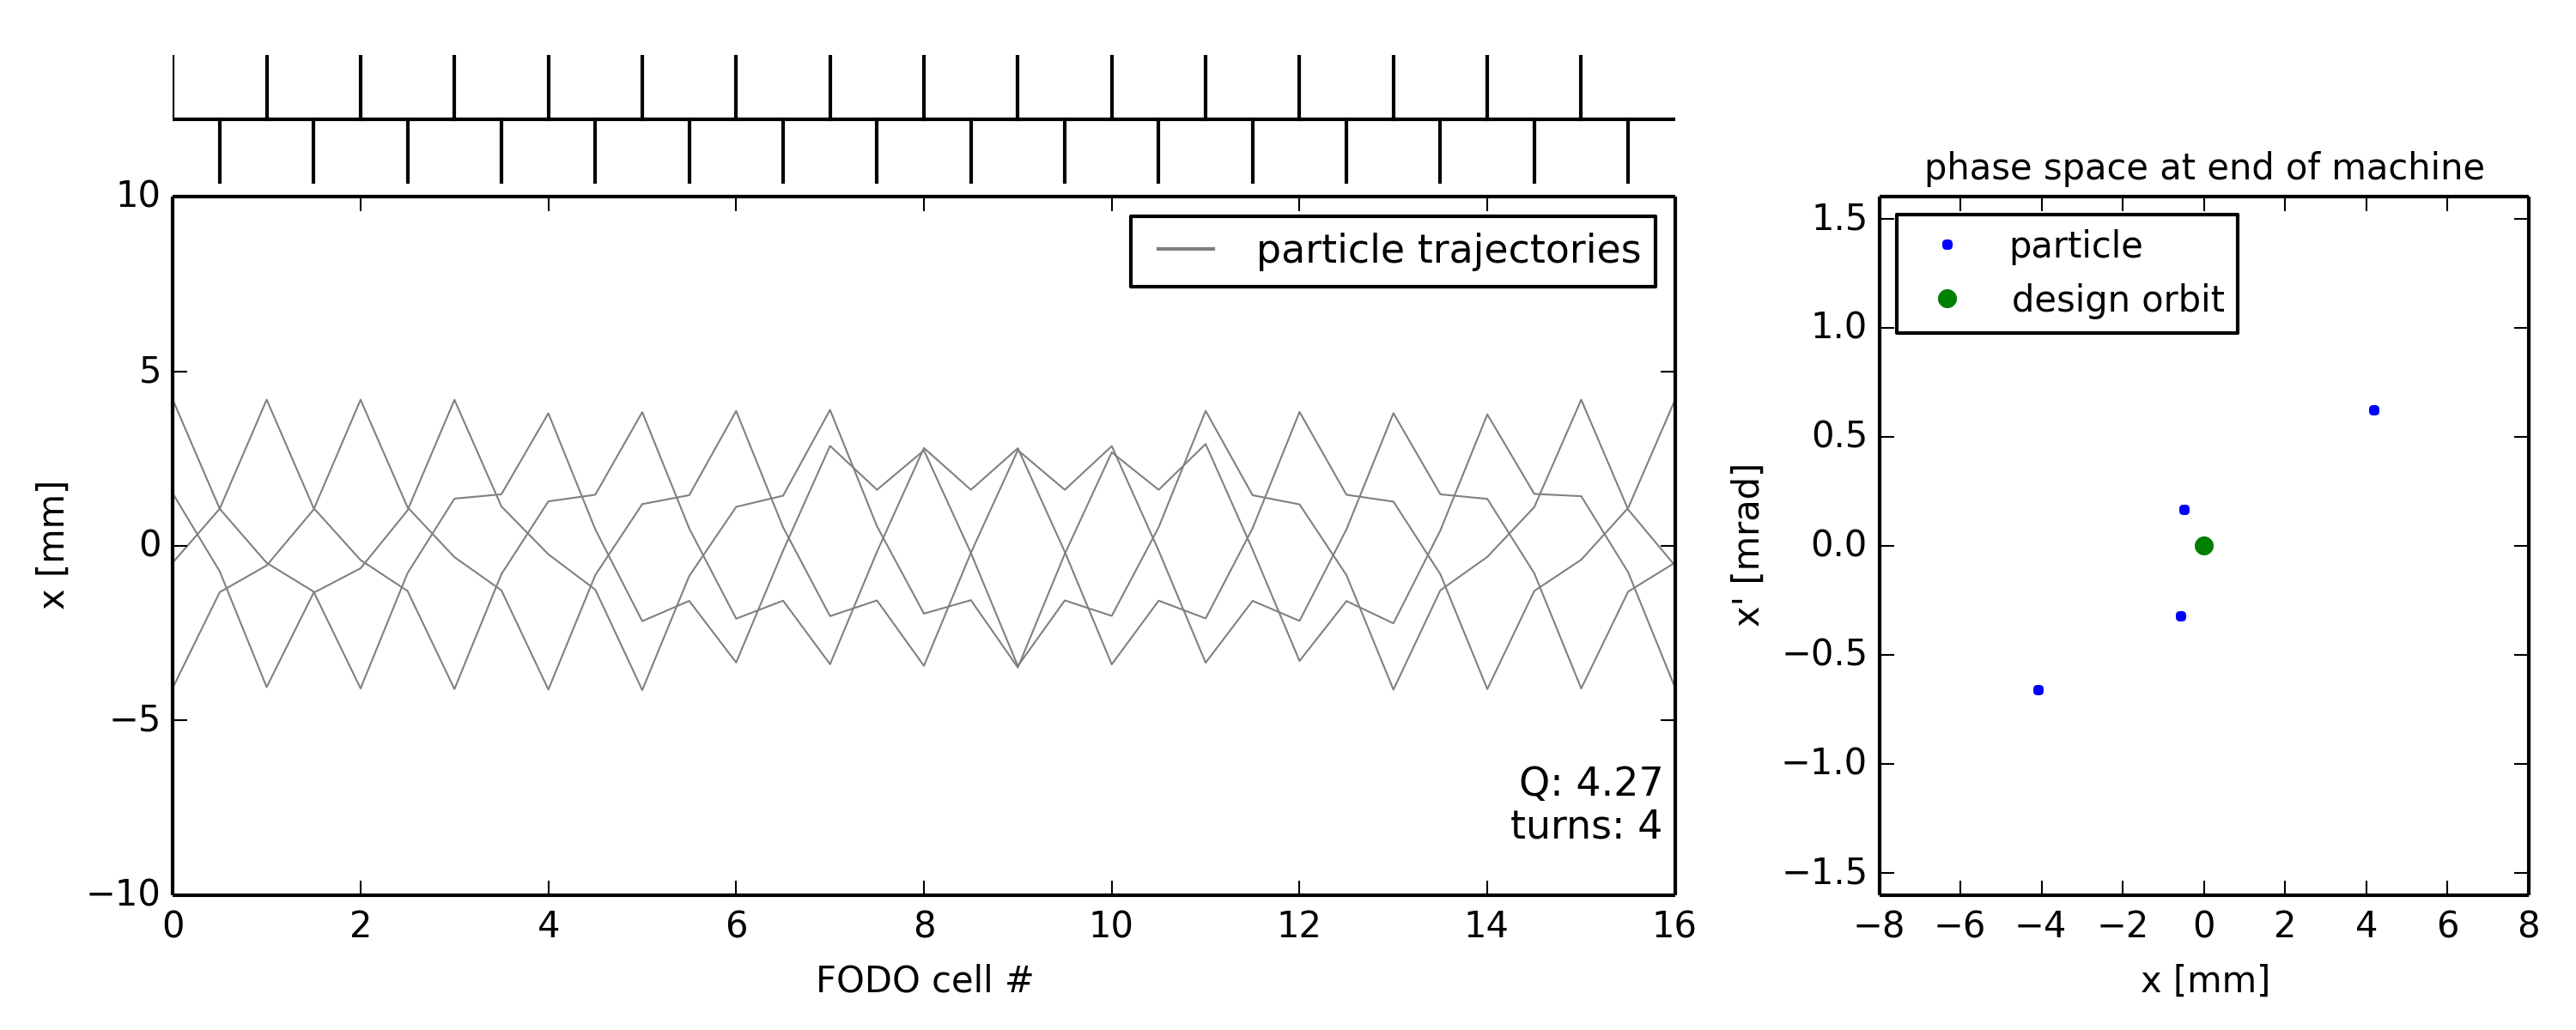 10
5
0
−5
−10
x [mm]
0 2 4 6 8 10 12 14 16
FODO cell #
particle trajectories
Q: 4.27
turns: 4
phase space at end of machine
particle
design orbit
1.5
1.0
0.5
0.0
−0.5
−1.0
−1.5
x' [mrad]
−8 −6 −4 −2 0 2 4 6 8
x [mm]